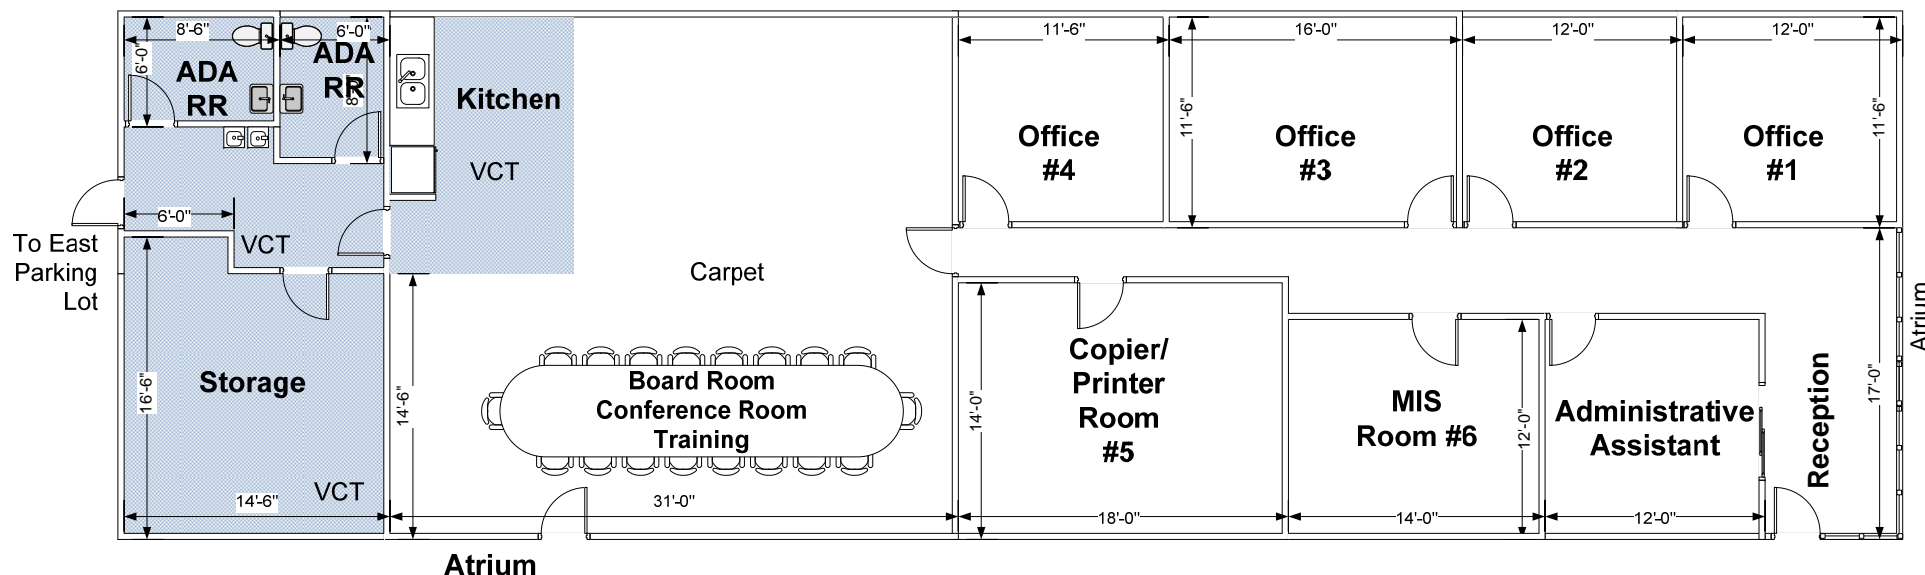 8'-6"
6'-0"
6'-0"
ADA
RR
ADA
RR
Kitchen
VCT
11'-6"
16'-0"
12'-0"
12'-0"
11'-6"
11'-6"
Office
#4
Office
#3
Office
#2
Office
#1
6'-0"
VCT
To East
Parking
Lot
Carpet
Atrium
Storage
16'-6"
14'-6"
VCT
14'-6"
Board Room
Conference Room
Training
31'-0"
Copier/
Printer
Room
#5
14'-0"
18'-0"
MIS
Room #6
12'-0"
14'-0"
Administrative
Assistant
12'-0"
Reception
17'-0"
Atrium